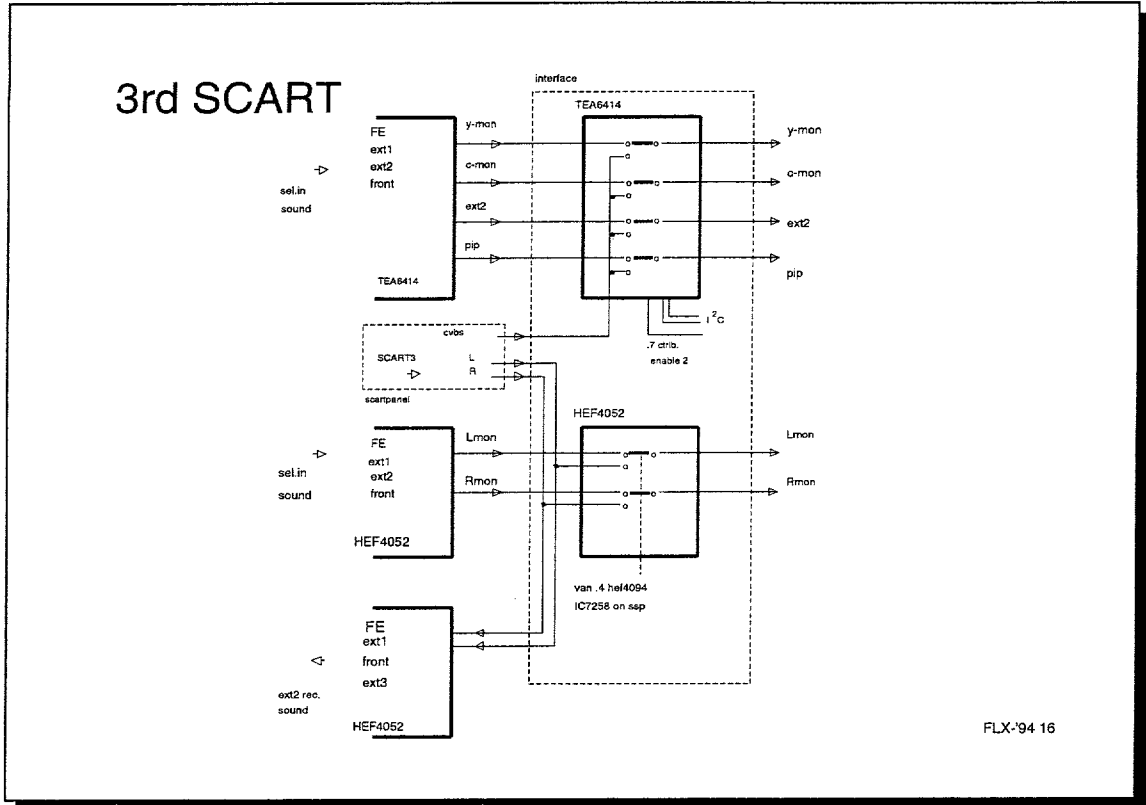 interface
3rd SCART
TEA6414
FE
ext1
ext2
front
sel.in
sound
TEA6414
y-mon
c-mon
ext2
pip
y-mon
c-mon
ext2
pip
I²C
.7 ctrlb.
enable 2
cvbs
SCART3
L
R
scartpanel
HEF4052
FE
ext1
ext2
front
sel.in
sound
HEF4052
Lmon
Rmon
Lmon
Rmon
van .4 hef4094
IC7258 on ssp
FE
ext1
front
ext3
ext2 rec.
sound
HEF4052
FLX-'94 16